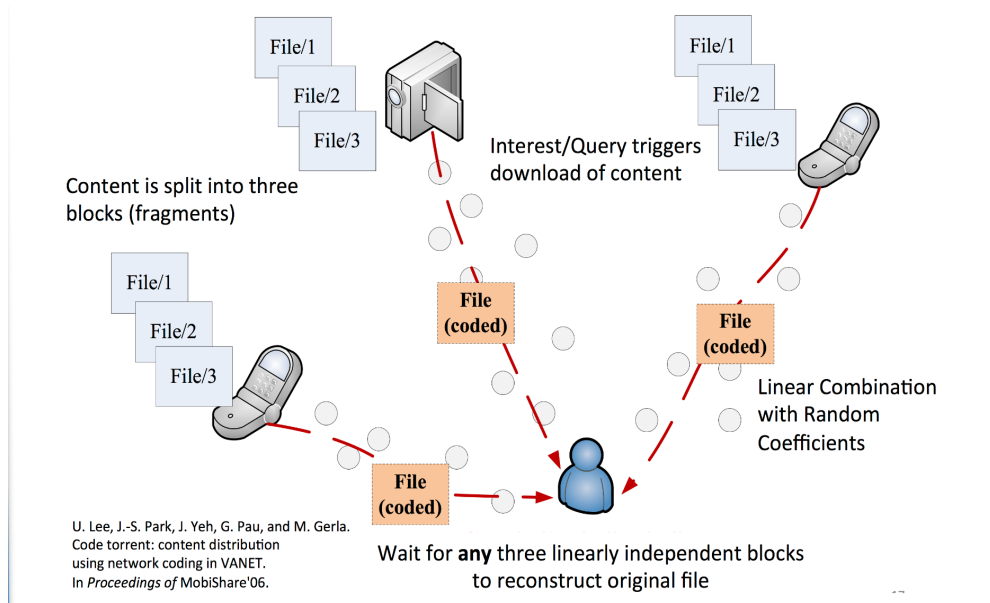 File/1
File/2
File/3
File/1
File/2
File/3
Interest/Query triggers
download of content
Content is split into three
blocks (fragments)
File/1
File/2
File/3
File
(coded)
File
(coded)
Linear Combination
with Random
Coefficients
File
(coded)
U. Lee, J.-S. Park, J. Yeh, G. Pau, and M. Gerla.
Code torrent: content distribution
using network coding in VANET.
In Proceedings of MobiShare'06.
Wait for any three linearly independent blocks
to reconstruct original file